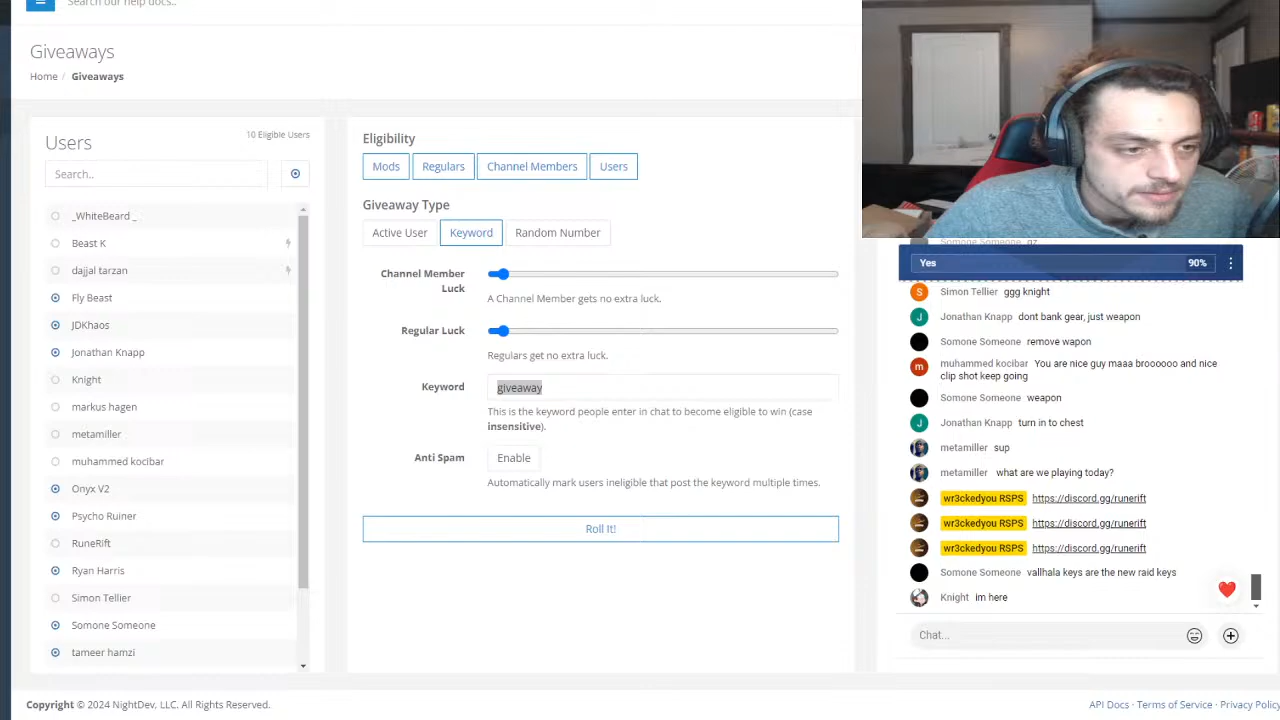 Search our help docs..
Giveaways
Home / Giveaways
Users
10 Eligible Users
Search..
_WhiteBeard _
Beast K
dajjal tarzan
Fly Beast
JDKhaos
Jonathan Knapp
Knight
markus hagen
metamiller
muhammed kocibar
Onyx V2
Psycho Ruiner
RuneRift
Ryan Harris
Simon Tellier
Somone Someone
tameer hamzi
Eligibility
Mods Regulars Channel Members Users
Giveaway Type
Active User Keyword Random Number
Channel Member
Luck
A Channel Member gets no extra luck.
Regular Luck
Regulars get no extra luck.
Keyword giveaway
This is the keyword people enter in chat to become eligible to win (case
insensitive).
Anti Spam Enable
Automatically mark users ineligible that post the keyword multiple times.
Roll It!
Somone Someone gz
Yes 90%
S Simon Tellier ggg knight
J Jonathan Knapp dont bank gear, just weapon
Somone Someone remove wapon
m muhammed kocibar You are nice guy maaa broooooo and nice
clip shot keep going
Somone Someone weapon
J Jonathan Knapp turn in to chest
metamiller sup
metamiller what are we playing today?
wr3ckedyou RSPS https://discord.gg/runerift
wr3ckedyou RSPS https://discord.gg/runerift
wr3ckedyou RSPS https://discord.gg/runerift
Somone Someone vallhala keys are the new raid keys
Knight im here
Chat...
Copyright © 2024 NightDev, LLC. All Rights Reserved.
API Docs · Terms of Service · Privacy Policy